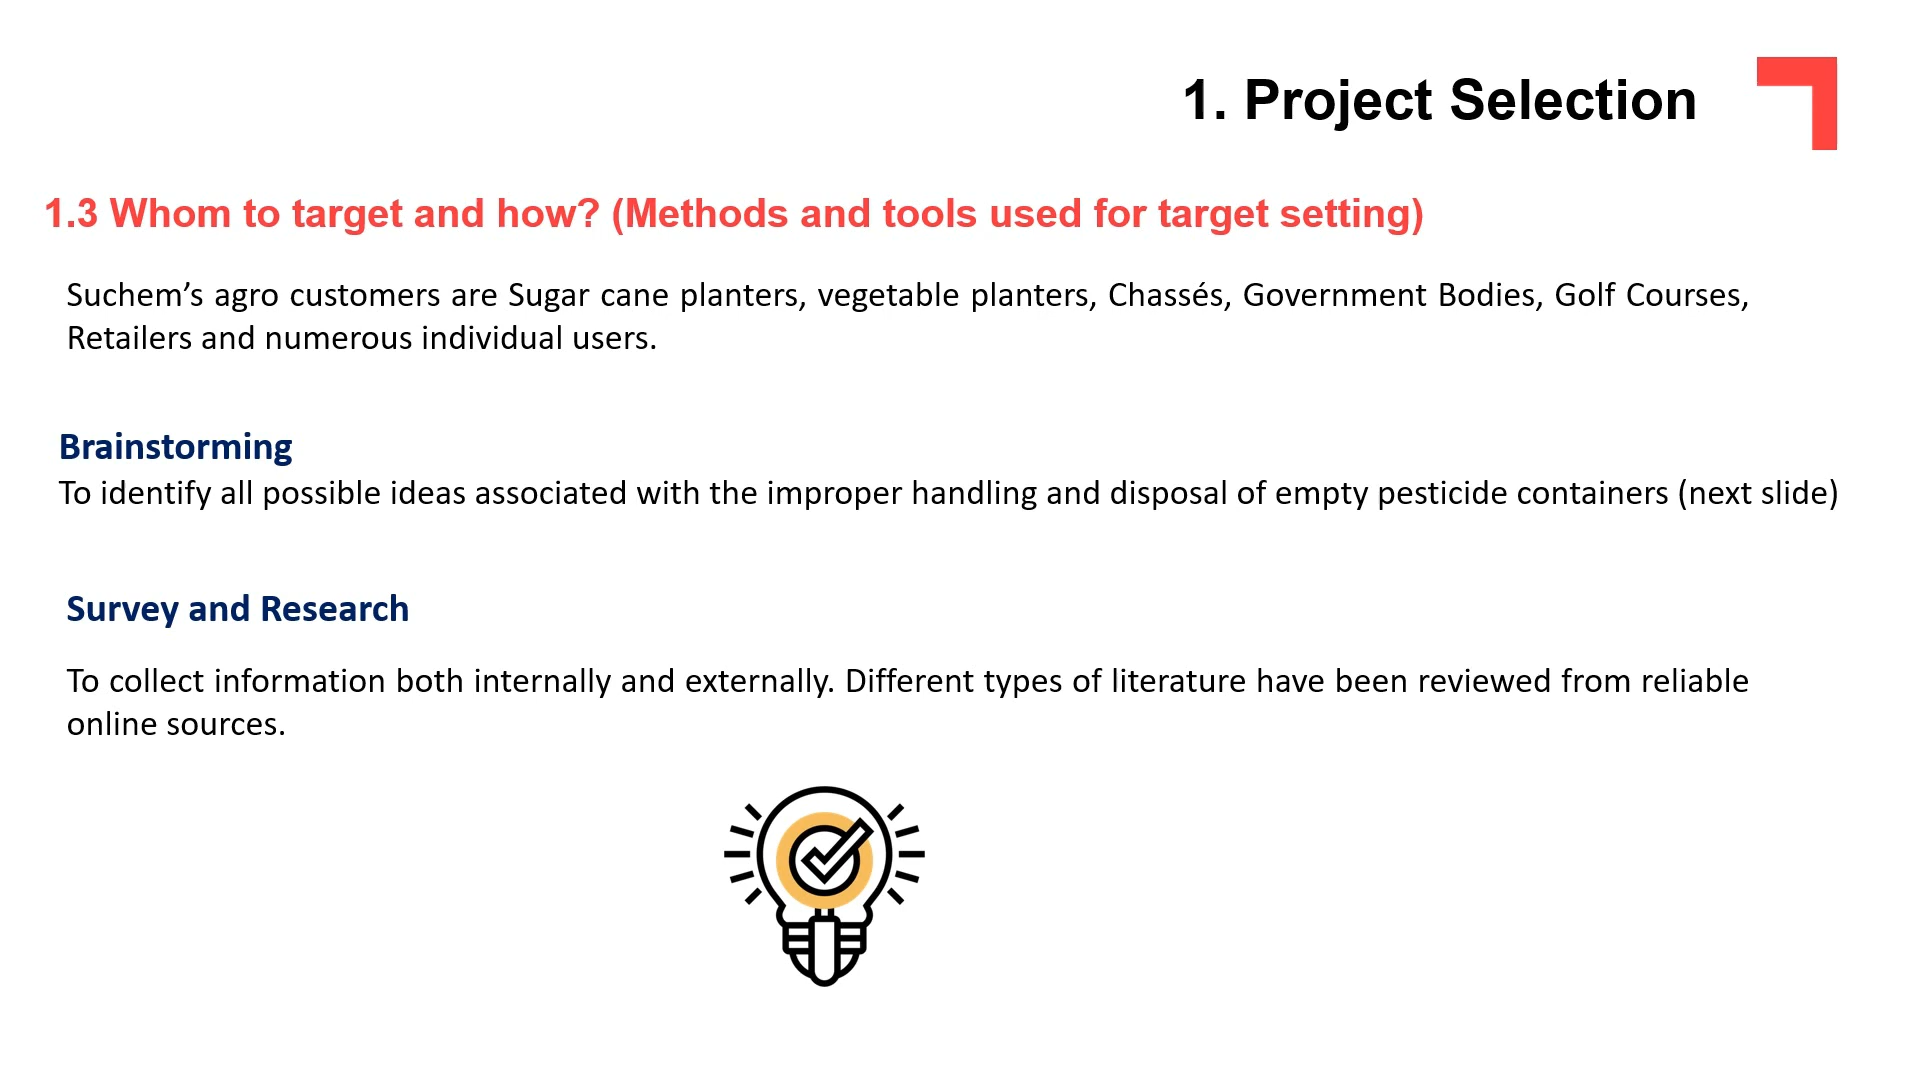 1. Project Selection
1.3 Whom to target and how? (Methods and tools used for target setting)
Suchem’s agro customers are Sugar cane planters, vegetable planters, Chassés, Government Bodies, Golf Courses,
Retailers and numerous individual users.
Brainstorming
To identify all possible ideas associated with the improper handling and disposal of empty pesticide containers (next slide)
Survey and Research
To collect information both internally and externally. Different types of literature have been reviewed from reliable
online sources.